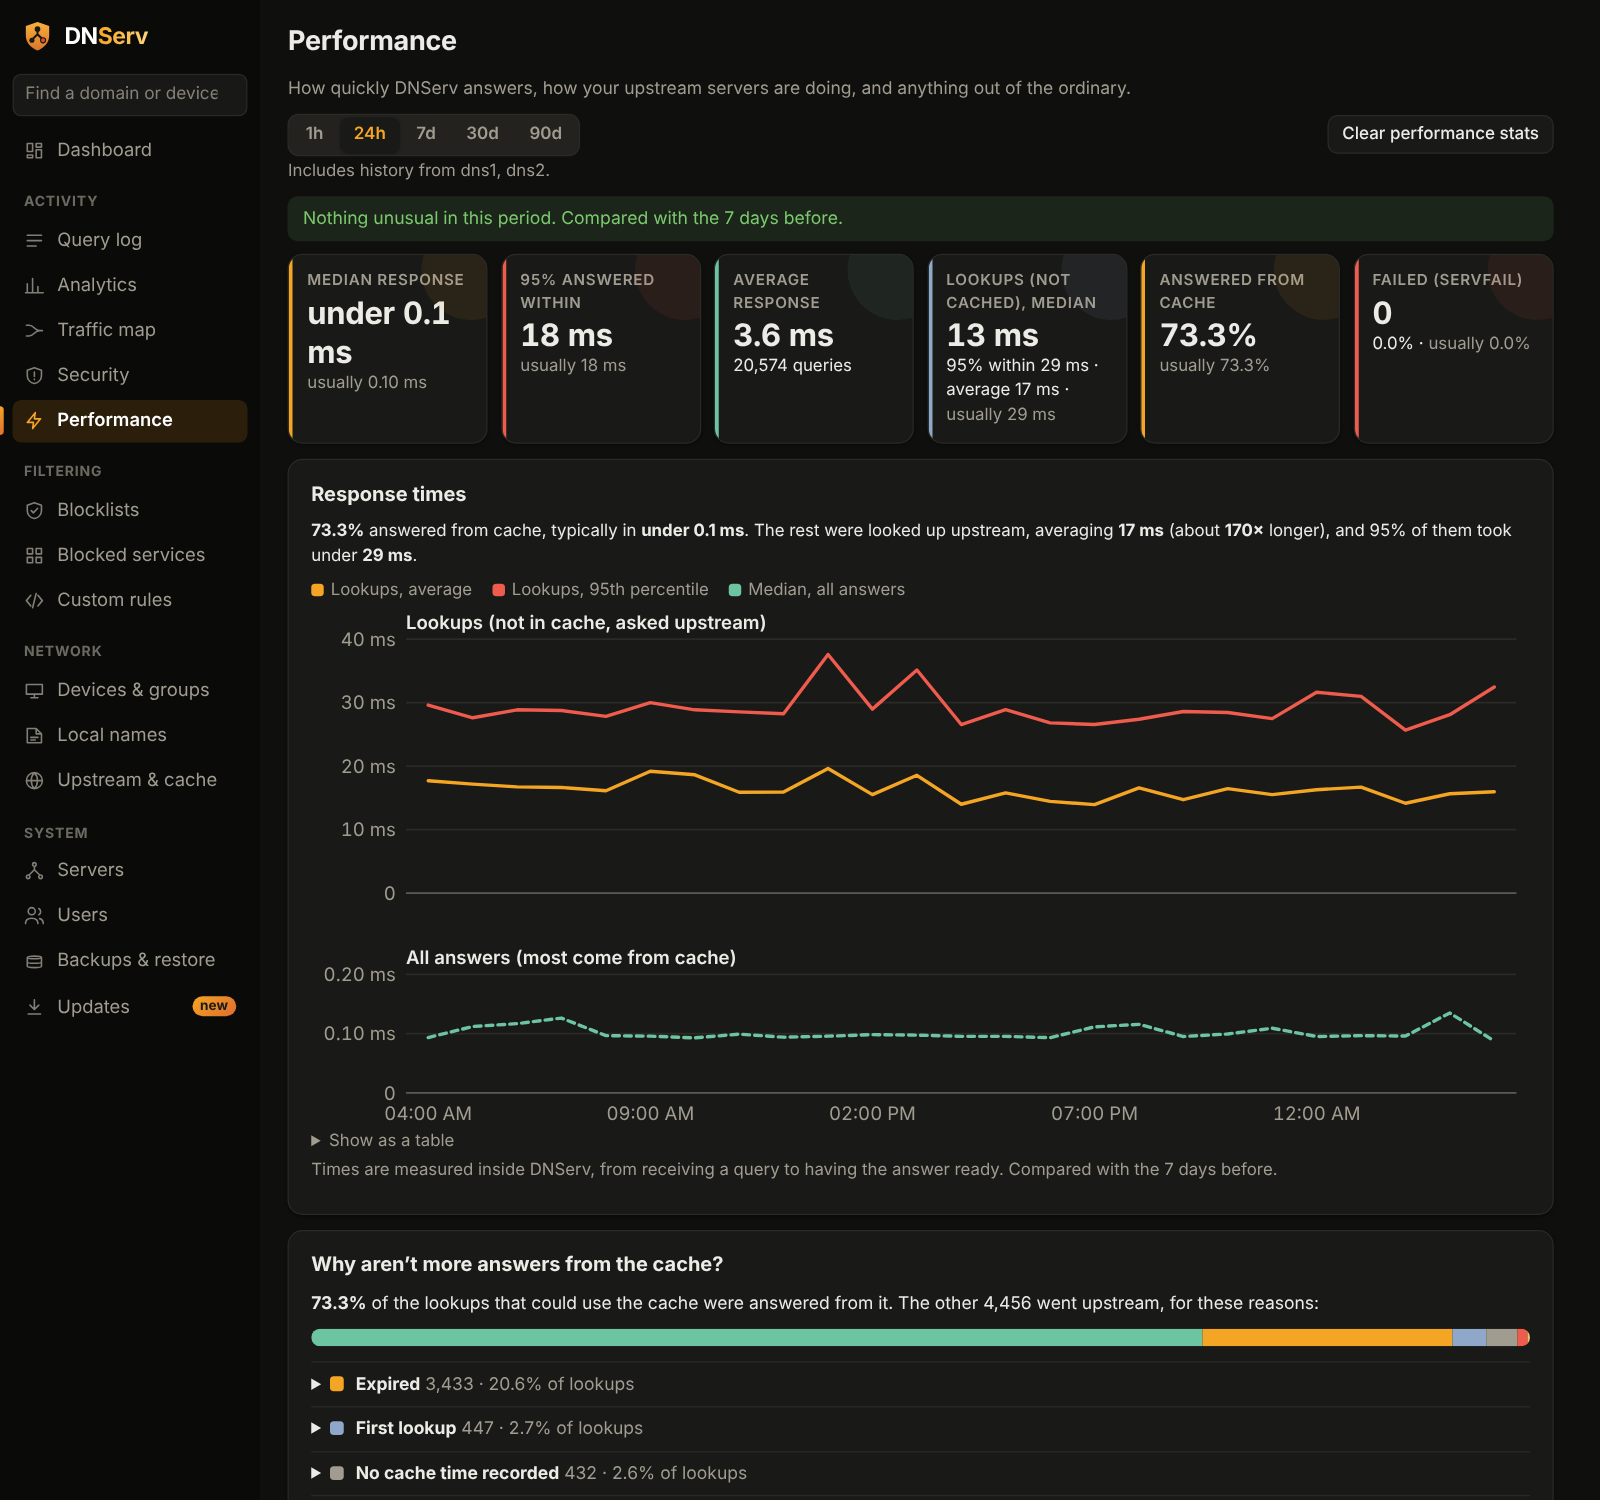 DNServ
Find a domain or device
Dashboard
ACTIVITY
Query log
Analytics
Traffic map
Security
Performance
FILTERING
Blocklists
Blocked services
Custom rules
NETWORK
Devices & groups
Local names
Upstream & cache
SYSTEM
Servers
Users
Backups & restore
Updates new
Performance
How quickly DNServ answers, how your upstream servers are doing, and anything out of the ordinary.
1h 24h 7d 30d 90d
Clear performance stats
Includes history from dns1, dns2.
Nothing unusual in this period. Compared with the 7 days before.
MEDIAN RESPONSE
under 0.1
ms
usually 0.10 ms
95% ANSWERED
WITHIN
18 ms
usually 18 ms
AVERAGE
RESPONSE
3.6 ms
20,574 queries
LOOKUPS (NOT
CACHED), MEDIAN
13 ms
95% within 29 ms ·
average 17 ms ·
usually 29 ms
ANSWERED FROM
CACHE
73.3%
usually 73.3%
FAILED (SERVFAIL)
0
0.0% · usually 0.0%
Response times
73.3% answered from cache, typically in under 0.1 ms. The rest were looked up upstream, averaging 17 ms (about 170× longer), and 95% of them took
under 29 ms.
Lookups, average Lookups, 95th percentile Median, all answers
Lookups (not in cache, asked upstream)
40 ms
30 ms
20 ms
10 ms
0
All answers (most come from cache)
0.20 ms
0.10 ms
0
04:00 AM 09:00 AM 02:00 PM 07:00 PM 12:00 AM
Show as a table
Times are measured inside DNServ, from receiving a query to having the answer ready. Compared with the 7 days before.
Why aren’t more answers from the cache?
73.3% of the lookups that could use the cache were answered from it. The other 4,456 went upstream, for these reasons:
Expired 3,433 · 20.6% of lookups
First lookup 447 · 2.7% of lookups
No cache time recorded 432 · 2.6% of lookups